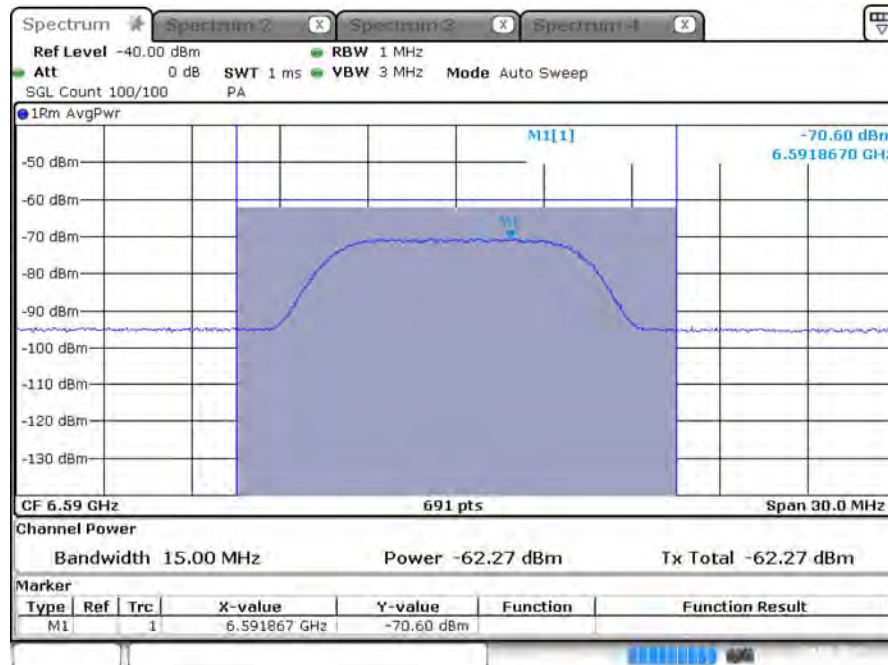 Spectrum Spectrum 2 X Spectrum 3 X Spectrum 4 X
Ref Level -40.00 dBm RBW 1 MHz
Att 0 dB SWT 1 ms VBW 3 MHz Mode Auto Sweep
SGL Count 100/100 PA
1Rm AvgPwr
M1[1] -70.60 dBm
6.5918670 GHz
-50 dBm
-60 dBm
M1
-70 dBm
-80 dBm
-90 dBm
-100 dBm
-110 dBm
-120 dBm
-130 dBm
CF 6.59 GHz 691 pts Span 30.0 MHz
Channel Power
Bandwidth 15.00 MHz Power -62.27 dBm Tx Total -62.27 dBm
Marker
Type Ref Trc X-value Y-value Function Function Result
M1 1 6.591867 GHz -70.60 dBm